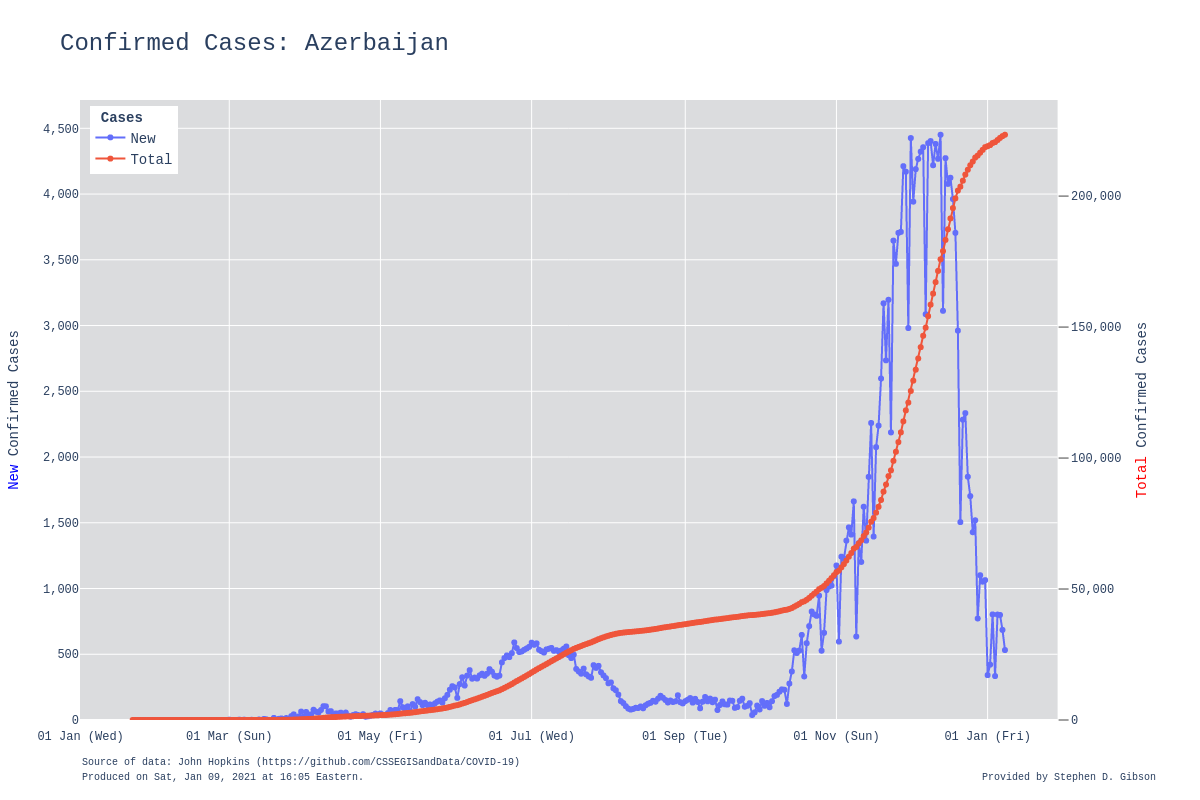 Confirmed Cases: Azerbaijan
Cases
New
Total
4,500
4,000
3,500
3,000
2,500
2,000
1,500
1,000
500
0
New Confirmed Cases
200,000
150,000
100,000
50,000
0
Total Confirmed Cases
01 Jan (Wed)
01 Mar (Sun)
01 May (Fri)
01 Jul (Wed)
01 Sep (Tue)
01 Nov (Sun)
01 Jan (Fri)
Source of data: John Hopkins (https://github.com/CSSEGISandData/COVID-19)
Produced on Sat, Jan 09, 2021 at 16:05 Eastern.
Provided by Stephen D. Gibson